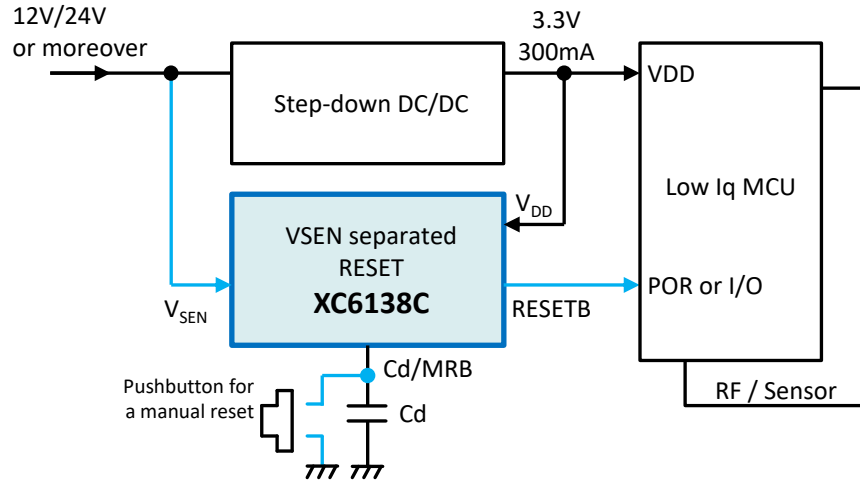 12V/24V
or moreover
3.3V
300mA
Step-down DC/DC
VDD
Low Iq MCU
VDD
VSEN separated
RESET
XC6138C
VSEN
RESETB
POR or I/O
Cd/MRB
Pushbutton for
a manual reset
Cd
RF / Sensor